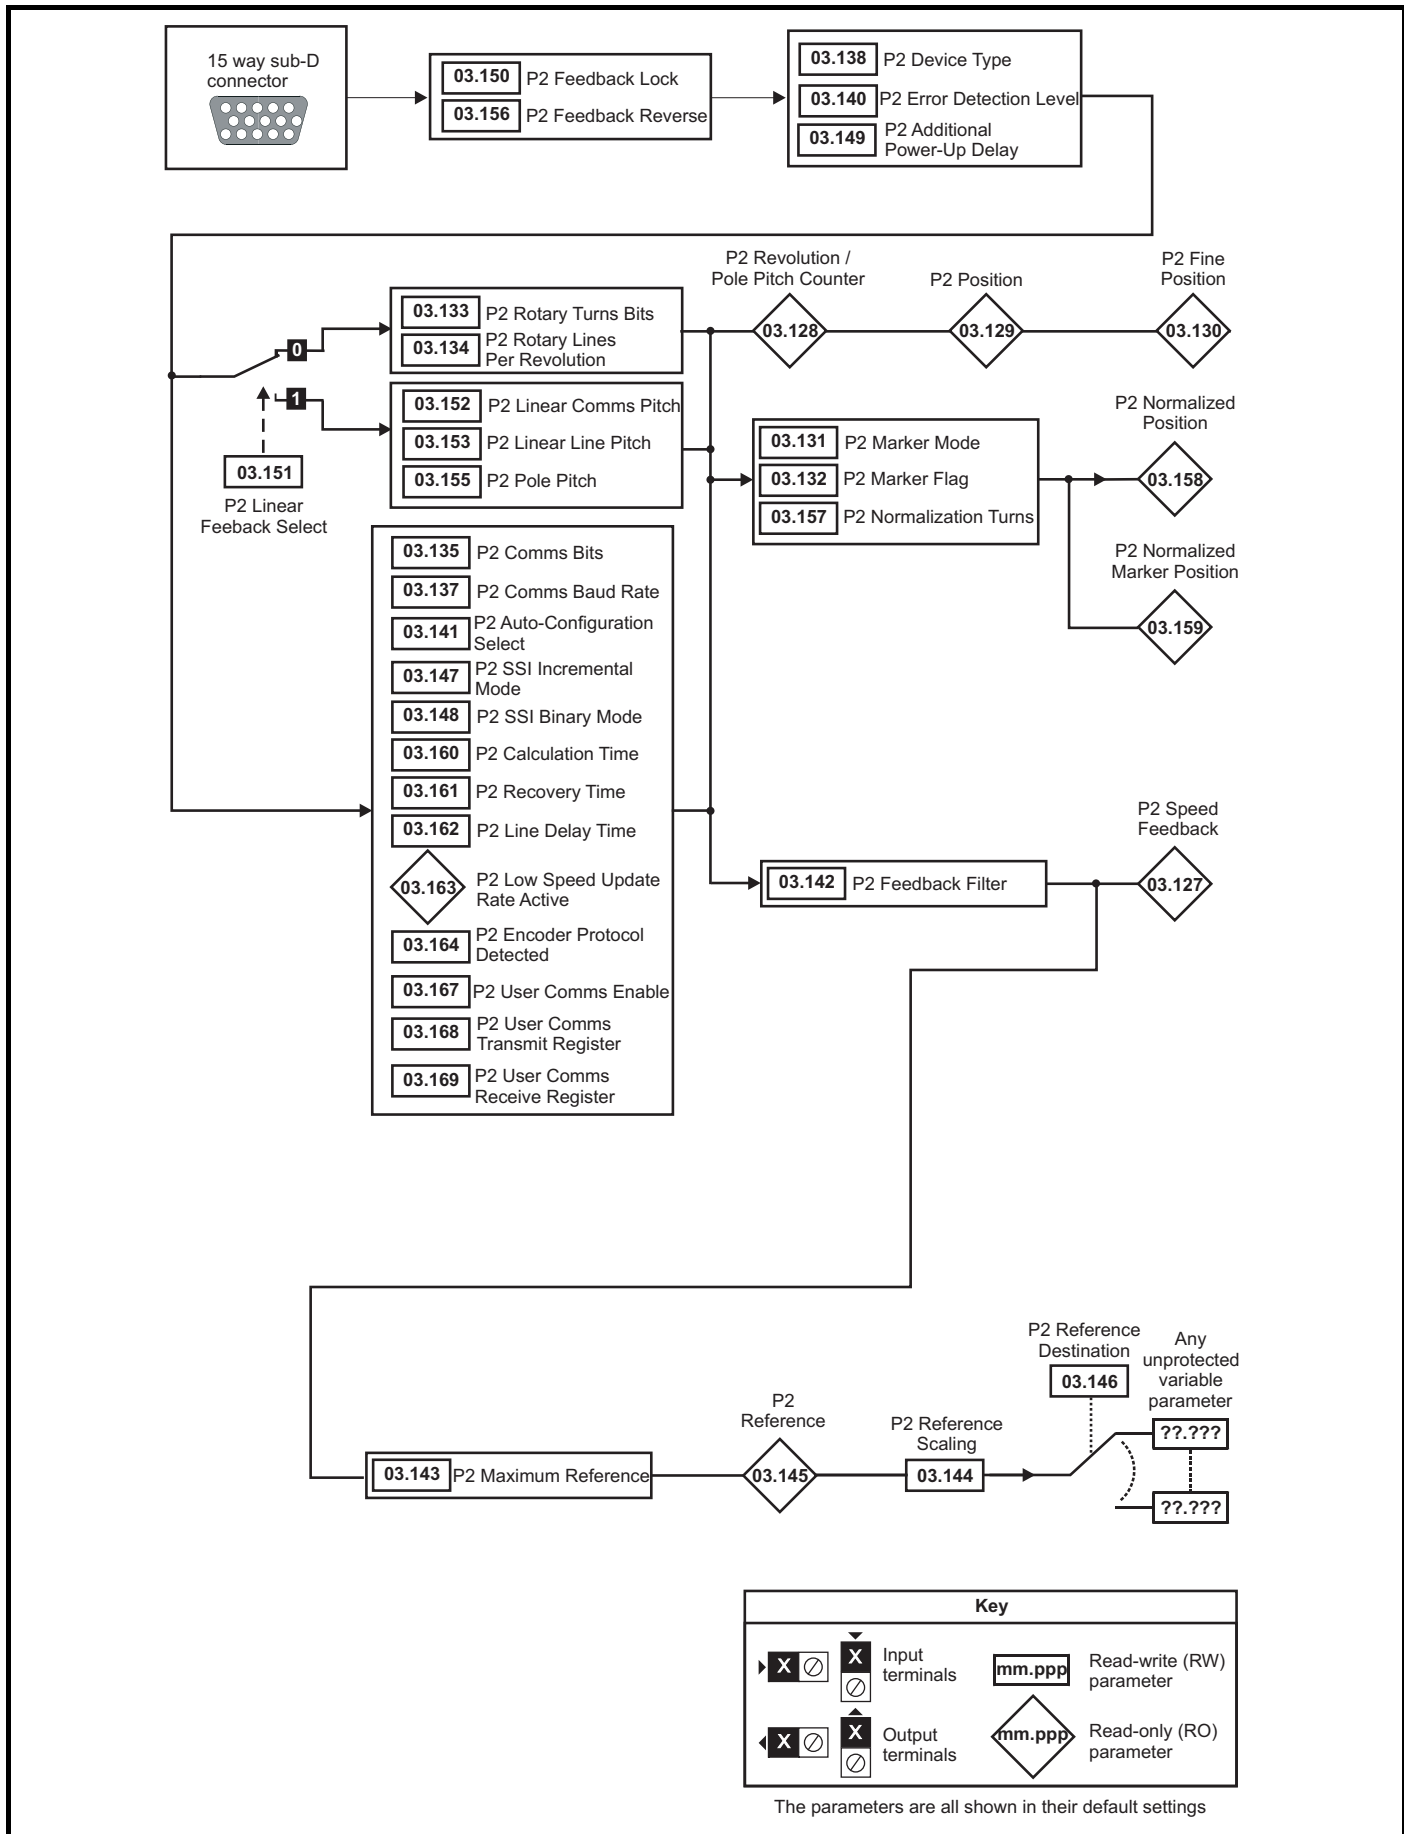 15 way sub-D
connector
03.150 P2 Feedback Lock
03.156 P2 Feedback Reverse
03.138 P2 Device Type
03.140 P2 Error Detection Level
03.149 P2 Additional
Power-Up Delay
P2 Revolution /
Pole Pitch Counter
03.128
P2 Position
03.129
P2 Fine
Position
03.130
0
1
03.151
P2 Linear
Feeback Select
03.133 P2 Rotary Turns Bits
03.134 P2 Rotary Lines
Per Revolution
03.152 P2 Linear Comms Pitch
03.153 P2 Linear Line Pitch
03.155 P2 Pole Pitch
03.131 P2 Marker Mode
03.132 P2 Marker Flag
03.157 P2 Normalization Turns
P2 Normalized
Position
03.158
P2 Normalized
Marker Position
03.159
03.135 P2 Comms Bits
03.137 P2 Comms Baud Rate
03.141 P2 Auto-Configuration
Select
03.147 P2 SSI Incremental
Mode
03.148 P2 SSI Binary Mode
03.160 P2 Calculation Time
03.161 P2 Recovery Time
03.162 P2 Line Delay Time
03.163 P2 Low Speed Update
Rate Active
03.164 P2 Encoder Protocol
Detected
03.167 P2 User Comms Enable
03.168 P2 User Comms
Transmit Register
03.169 P2 User Comms
Receive Register
03.142 P2 Feedback Filter
P2 Speed
Feedback
03.127
03.143 P2 Maximum Reference
P2
Reference
03.145
P2 Reference
Scaling
03.144
P2 Reference
Destination
03.146
Any
unprotected
variable
parameter
??.???
??.???
Key
X X Input
terminals
mm.ppp Read-write (RW)
parameter
X X Output
terminals
mm.ppp Read-only (RO)
parameter
The parameters are all shown in their default settings